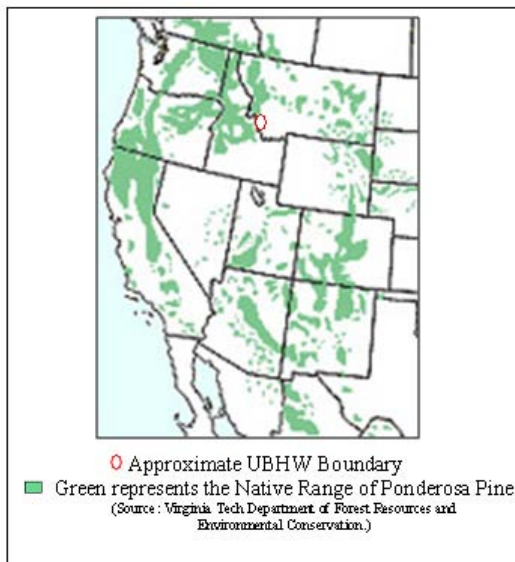 Approximate UBHW Boundary
Green represents the Native Range of Ponderosa Pine
(Source: Virginia Tech Department of Forest Resources and
Environmental Conservation.)